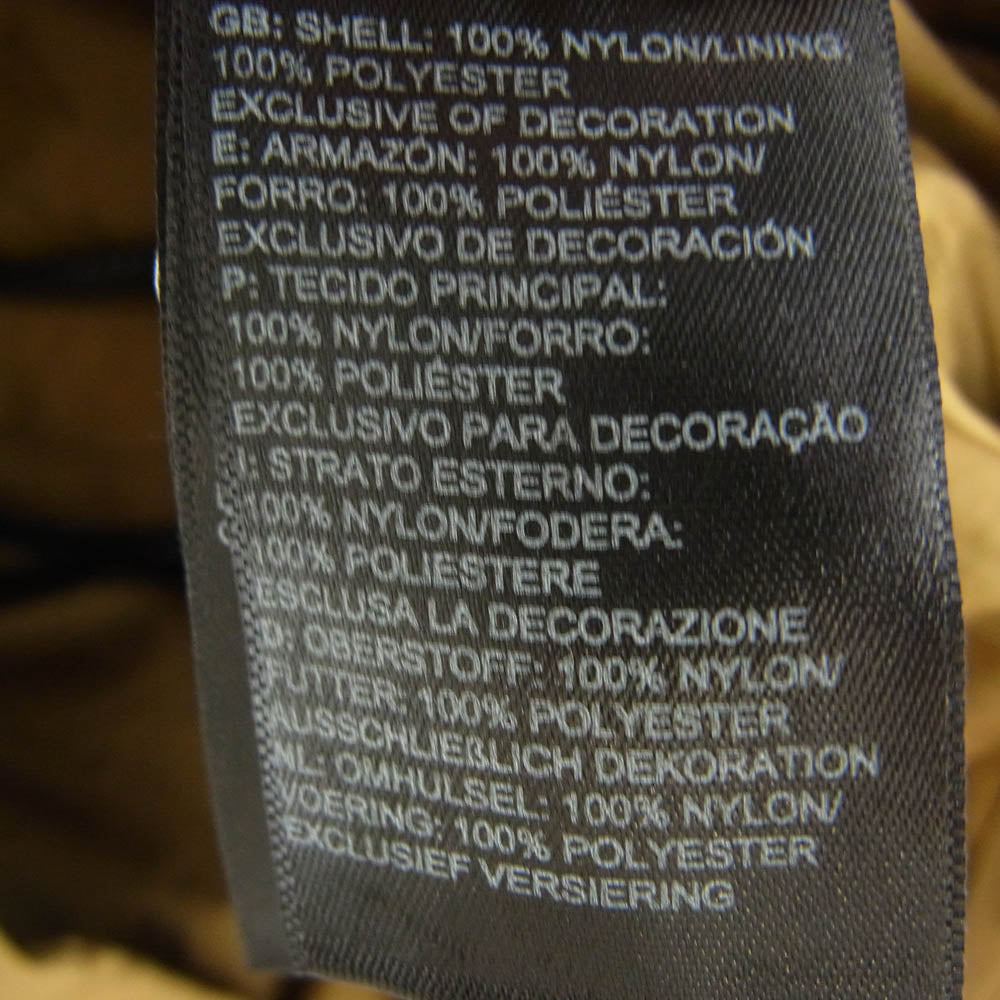 GB: SHELL: 100% NYLON/LINING:
100% POLYESTER
EXCLUSIVE OF DECORATION
E: ARMAZÓN: 100% NYLON/
FORRO: 100% POLIÉSTER
EXCLUSIVO DE DECORACIÓN
P: TECIDO PRINCIPAL:
100% NYLON/FORRO:
100% POLIÉSTER
EXCLUSIVO PARA DECORAÇÃO
I: STRATO ESTERNO:
100% NYLON/FODERA:
100% POLIESTERE
ESCLUSA LA DECORAZIONE
D: OBERSTOFF: 100% NYLON/
FUTTER: 100% POLYESTER
AUSSCHLIEßLICH DEKORATION
NL: OMHULSEL: 100% NYLON/
VOERING: 100% POLYESTER
EXCLUSIEF VERSIERING